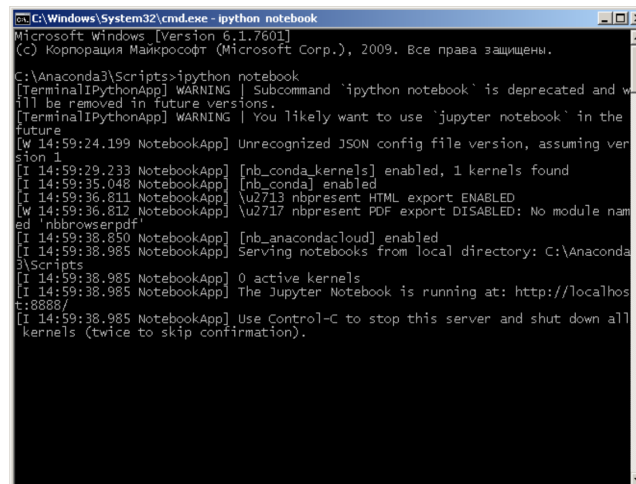 C:\Windows\System32\cmd.exe - ipython notebook
Microsoft Windows [Version 6.1.7601]
(c) Корпорация Майкрософт (Microsoft Corp.), 2009. Все права защищены.
C:\Anaconda3\Scripts>ipython notebook
[TerminalIPythonApp] WARNING | Subcommand `ipython notebook` is deprecated and w
ill be removed in future versions.
[TerminalIPythonApp] WARNING | You likely want to use `jupyter notebook` in the
future
[W 14:59:24.199 NotebookApp] Unrecognized JSON config file version, assuming ver
sion 1
[I 14:59:29.233 NotebookApp] [nb_conda_kernels] enabled, 1 kernels found
[I 14:59:35.048 NotebookApp] [nb_conda] enabled
[I 14:59:36.811 NotebookApp] \u2713 nbpresent HTML export ENABLED
[W 14:59:36.812 NotebookApp] \u2717 nbpresent PDF export DISABLED: No module nam
ed 'nbbrowserpdf'
[I 14:59:38.850 NotebookApp] [nb_anacondacloud] enabled
[I 14:59:38.985 NotebookApp] Serving notebooks from local directory: C:\Anaconda
3\Scripts
[I 14:59:38.985 NotebookApp] 0 active kernels
[I 14:59:38.985 NotebookApp] The Jupyter Notebook is running at: http://localhos
t:8888/
[I 14:59:38.985 NotebookApp] Use Control-C to stop this server and shut down all
 kernels (twice to skip confirmation).